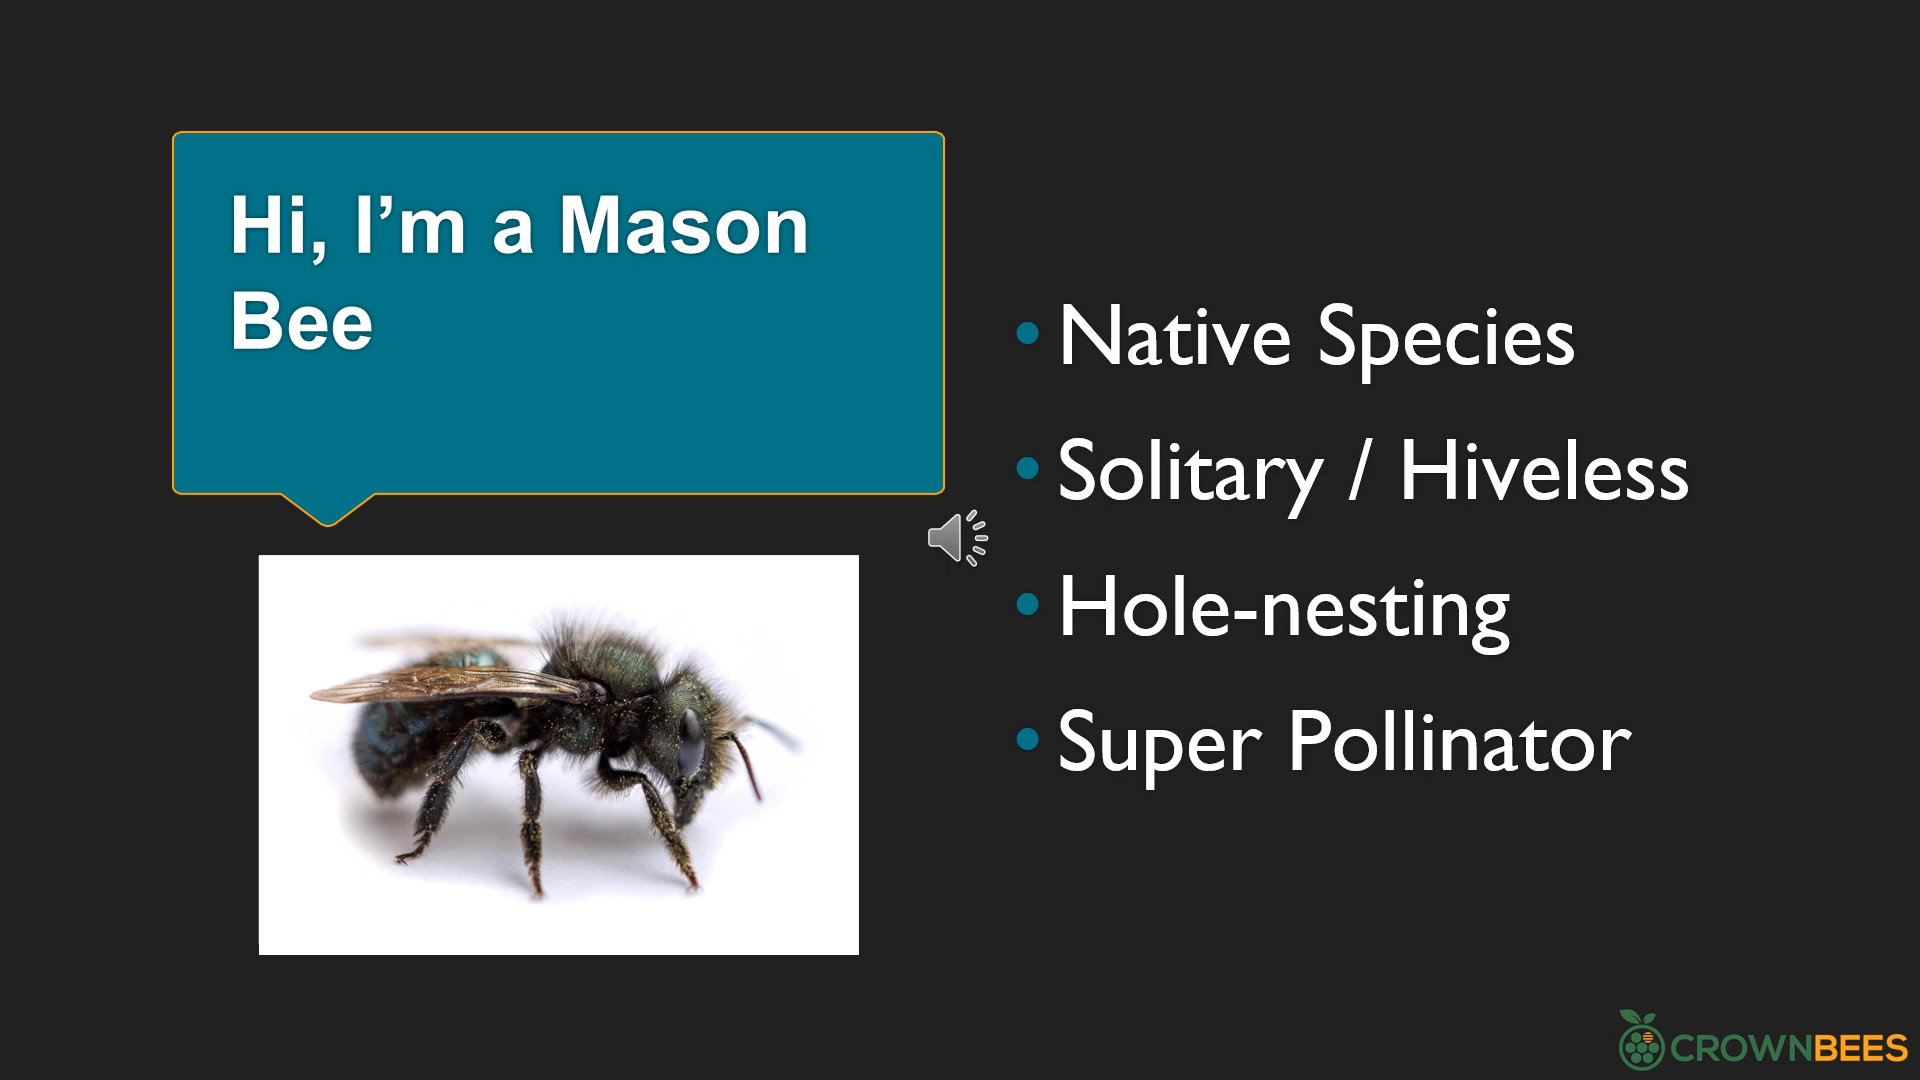 Hi, I’m a Mason
Bee
• Native Species
• Solitary / Hiveless
• Hole-nesting
• Super Pollinator
CROWNBEES